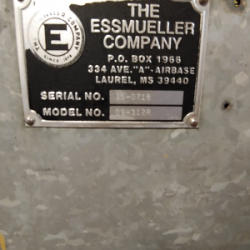 THE
ESSMUELLER
COMPANY
E
P.O. BOX 1966
334 AVE. "A"-AIRBASE
LAUREL, MS 39440
SERIAL NO.
MODEL NO.